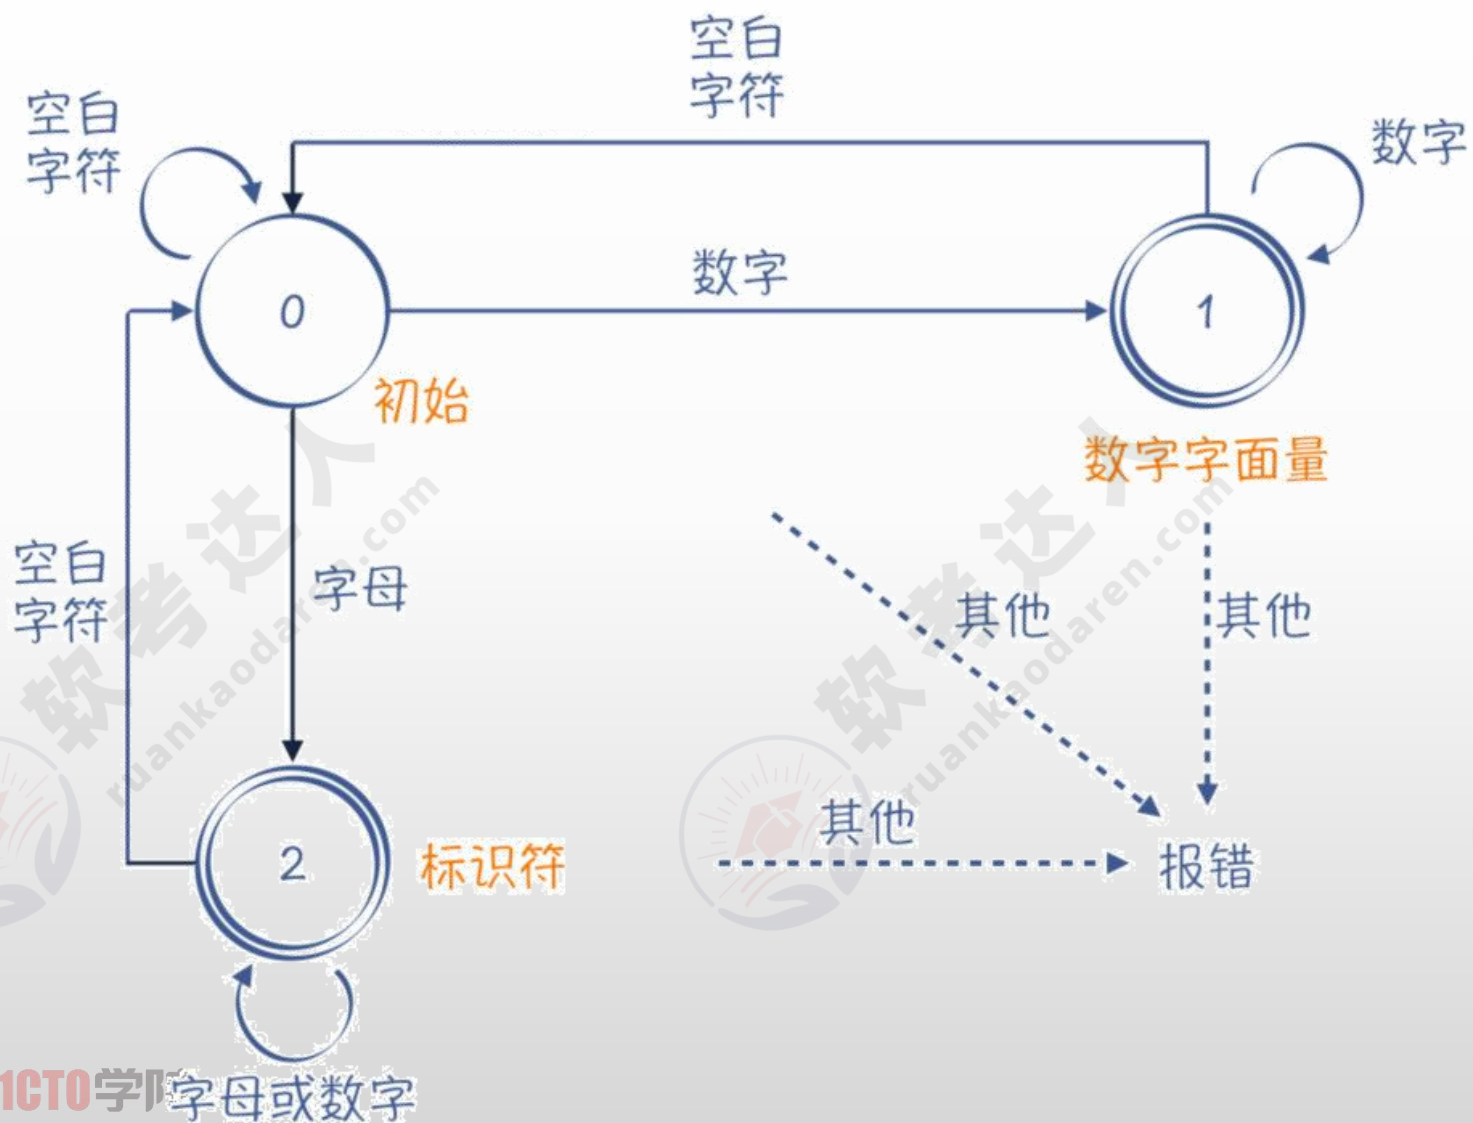 空白
字符
空白
字符
数字
数字
0
1
初始
数字字面量
空白
字符
字母
其他
其他
其他
2
标识符
报错
字母或数字
软考达人
ruankaodaren.com
软考达人
ruankaodaren.com
1CTO学院